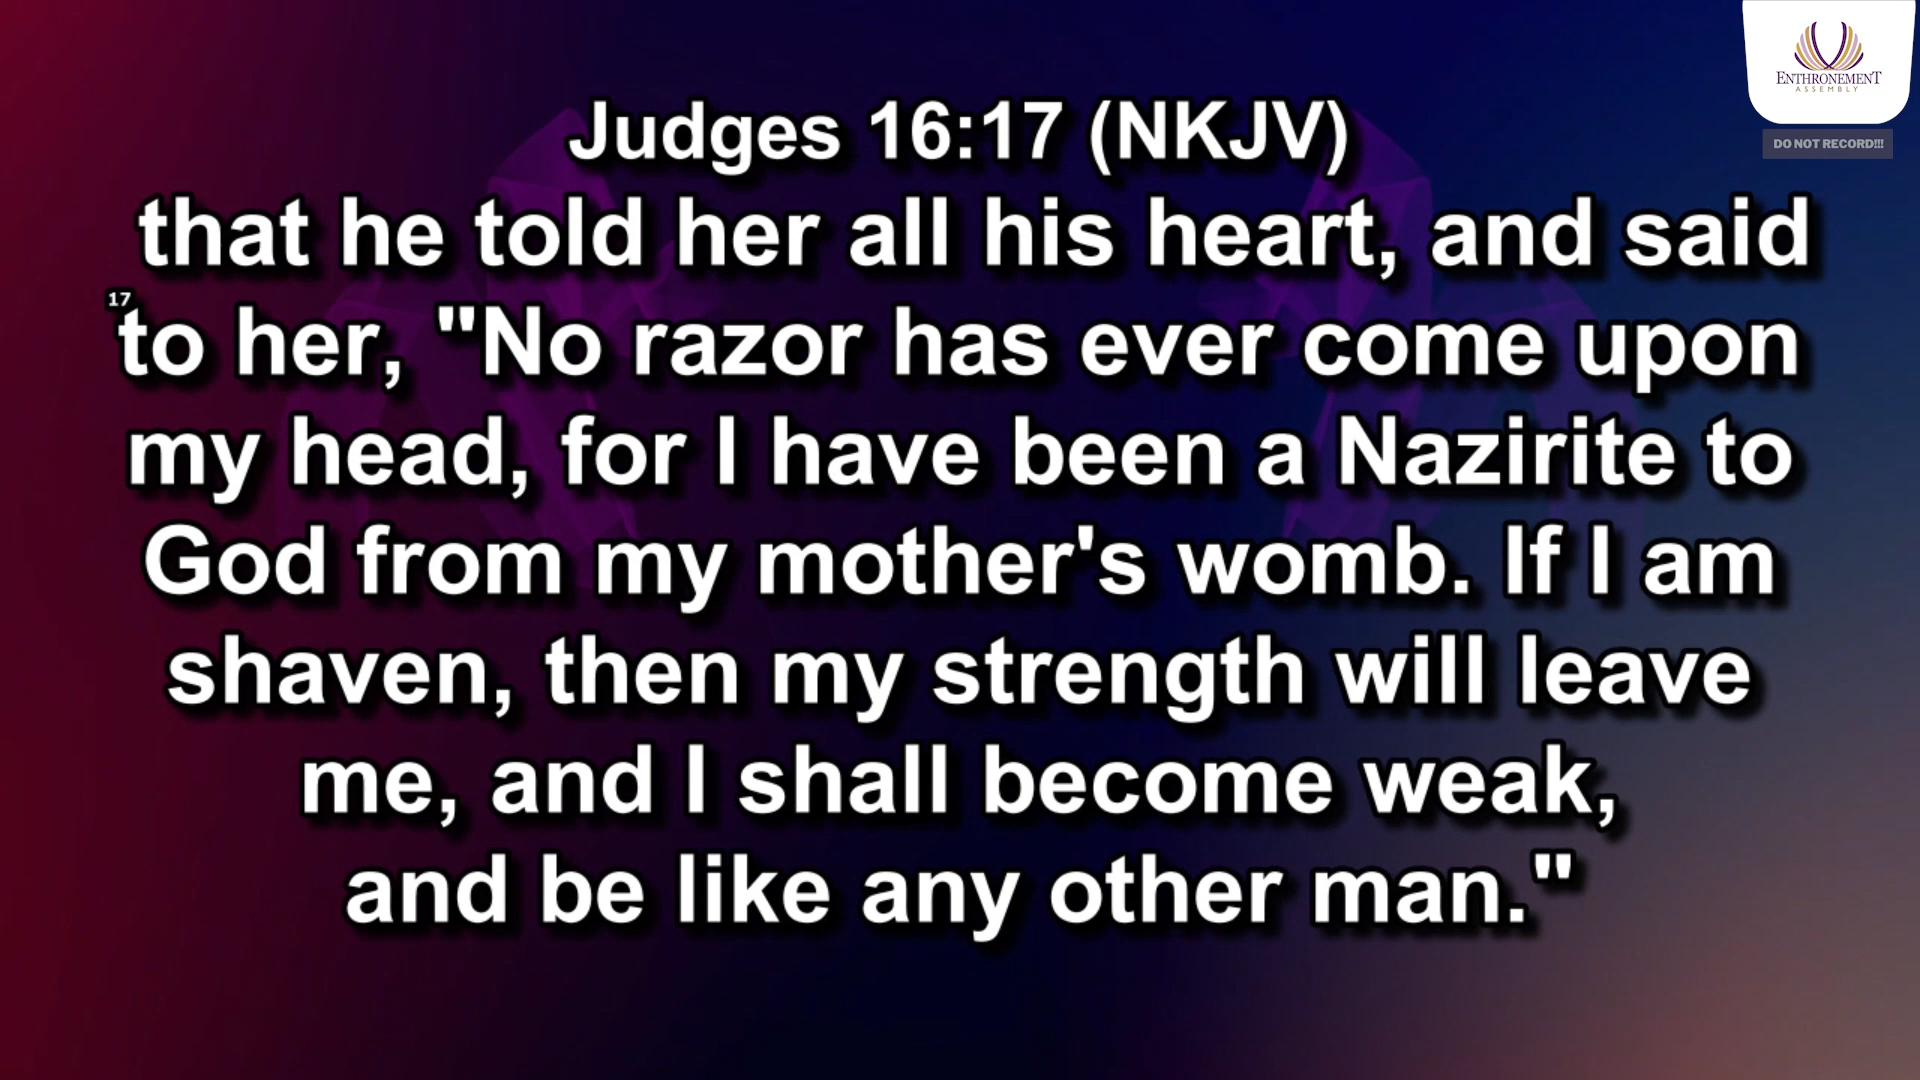 ENTHRONEMENT
ASSEMBLY
DO NOT RECORD!!!
Judges 16:17 (NKJV)
that he told her all his heart, and said
17
to her, "No razor has ever come upon
my head, for I have been a Nazirite to
God from my mother's womb. If I am
shaven, then my strength will leave
me, and I shall become weak,
and be like any other man."